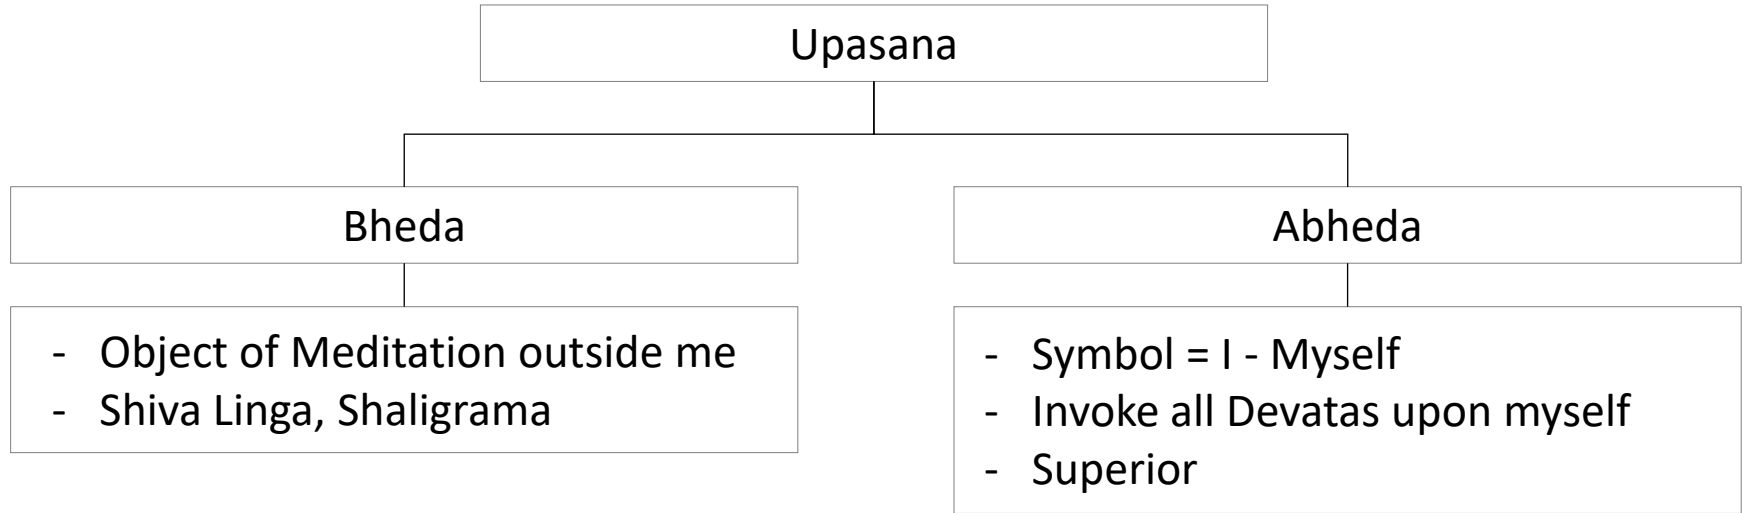 Upasana
Bheda
- Object of Meditation outside me
- Shiva Linga, Shaligrama
Abheda
- Symbol = I - Myself
- Invoke all Devatas upon myself
- Superior